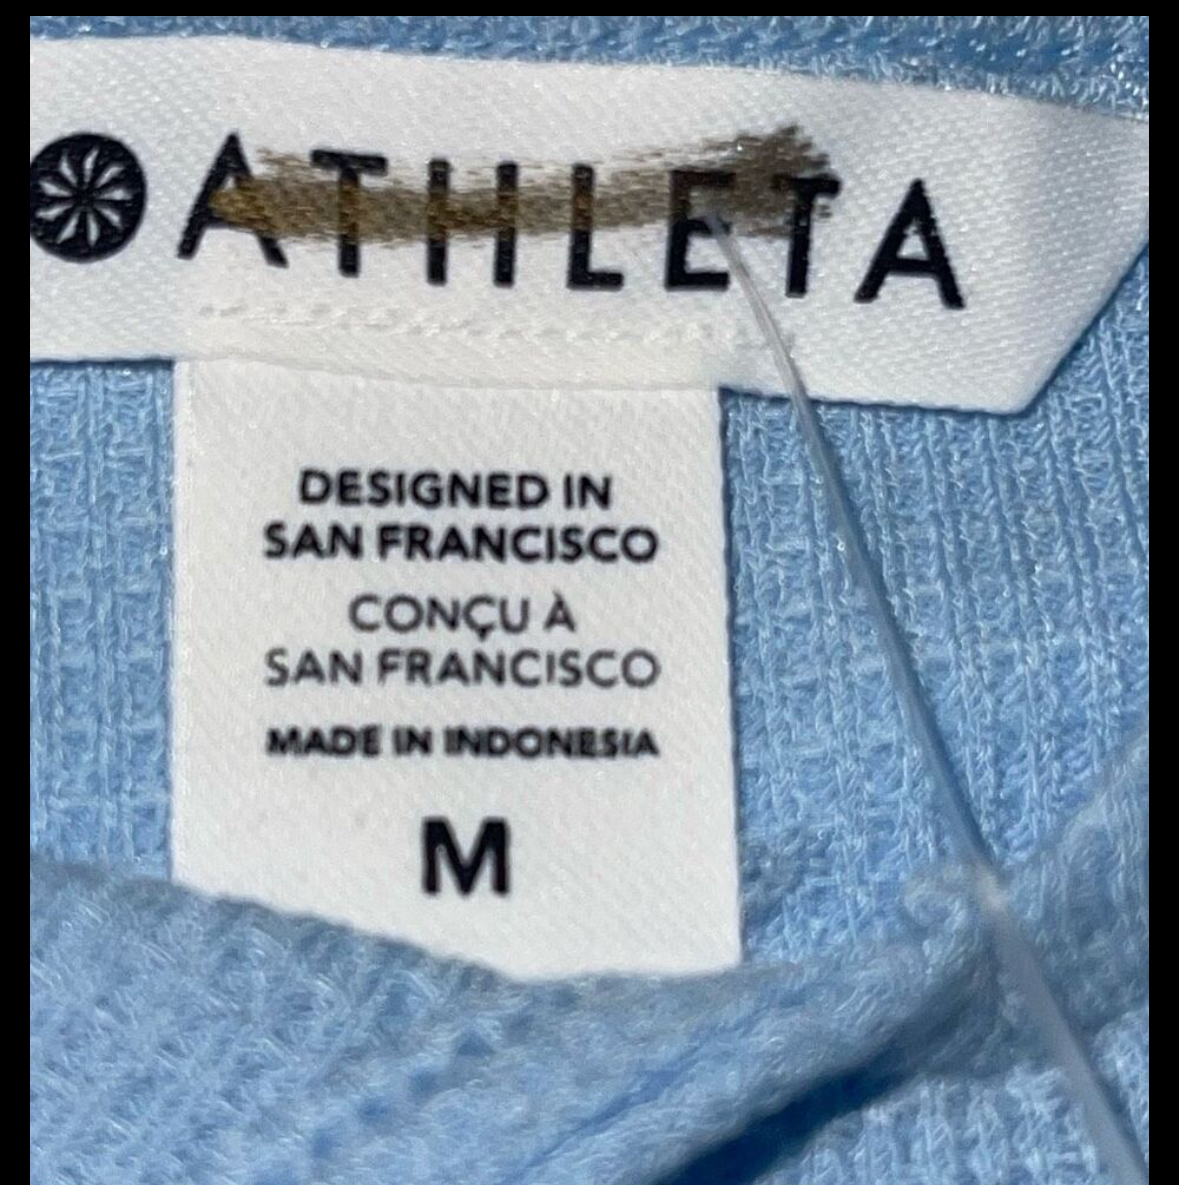 ATHLETA
DESIGNED IN
SAN FRANCISCO
CONÇU À
SAN FRANCISCO
MADE IN INDONESIA
M